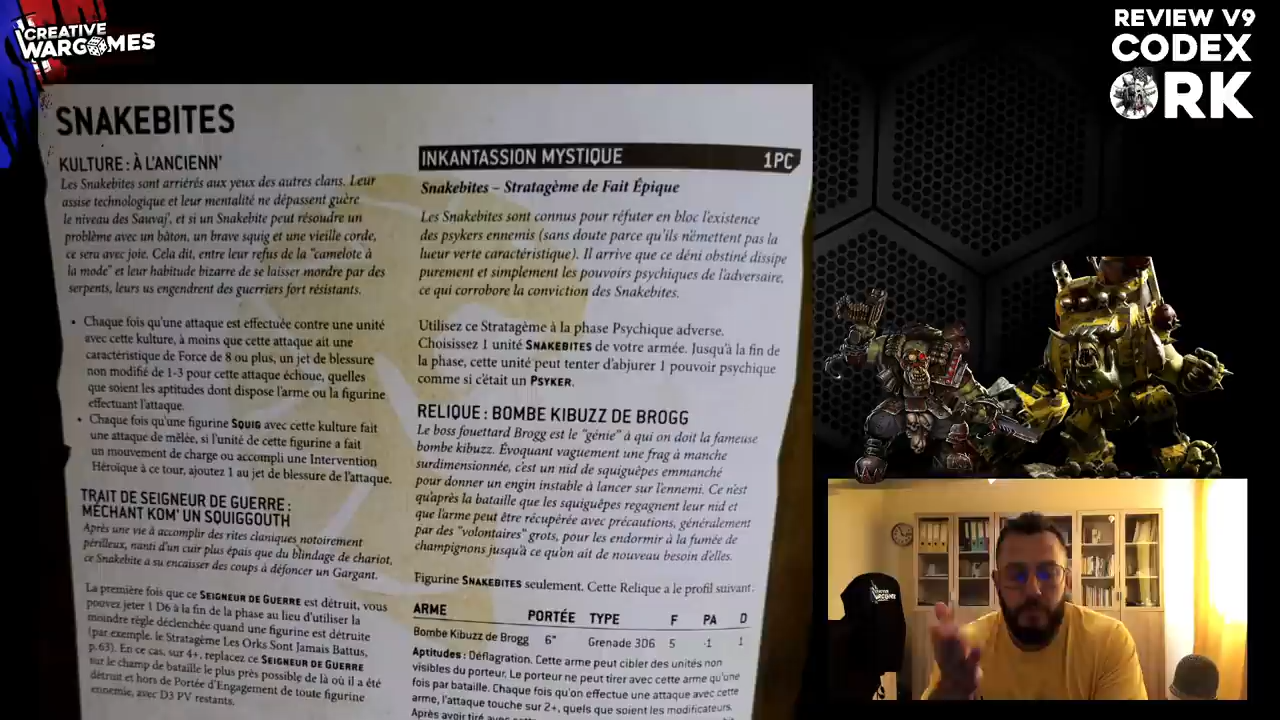 CREATIVE
WARGAMES
REVIEW V9
CODEX
ORK
SNAKEBITES
KULTURE : À L'ANCIENN'
Les Snakebites sont arriérés aux yeux des autres clans. Leur
assise technologique et leur mentalité ne dépassent guère
le niveau des Sauvaj', et si un Snakebite peut résoudre un
problème avec un bâton, un brave squig et une vieille corde,
ce sera avec joie. Cela dit, entre leur refus de la "camelote à
la mode" et leur habitude bizarre de se laisser mordre par des
serpents, leurs us engendrent des guerriers fort résistants.
• Chaque fois qu'une attaque est effectuée contre une unité
avec cette kulture, à moins que cette attaque ait une
caractéristique de Force de 8 ou plus, un jet de blessure
non modifié de 1-3 pour cette attaque échoue, quelles
que soient les aptitudes dont dispose l'arme ou la figurine
effectuant l'attaque.
• Chaque fois qu'une figurine SQUIG avec cette kulture fait
une attaque de mêlée, si l'unité de cette figurine a fait
un mouvement de charge ou accompli une Intervention
Héroïque à ce tour, ajoutez 1 au jet de blessure de l'attaque.
TRAIT DE SEIGNEUR DE GUERRE :
MÉCHANT KOM' UN SQUIGGOUTH
Après une vie à accomplir des rites claniques notoirement
périlleux, nanti d'un cuir plus épais que du blindage de chariot,
ce Snakebite a su encaisser des coups à défoncer un Gargant.
La première fois que ce SEIGNEUR DE GUERRE est détruit, vous
pouvez jeter 1 D6 à la fin de la phase au lieu d'utiliser la
moindre règle déclenchée quand une figurine est détruite
(par exemple, le Stratagème Les Orks Sont Jamais Battus,
p. 63). En ce cas, sur 4+, replacez ce SEIGNEUR DE GUERRE
sur le champ de bataille le plus près possible de là où il a été
détruit et hors de Portée d'Engagement de toute figurine
ennemie, avec D3 PV restants.
INKANTASSION MYSTIQUE 1PC
Snakebites – Stratagème de Fait Épique
Les Snakebites sont connus pour réfuter en bloc l'existence
des psykers ennemis (sans doute parce qu'ils n'émettent pas la
lueur verte caractéristique). Il arrive que ce déni obstiné dissipe
purement et simplement les pouvoirs psychiques de l'adversaire,
ce qui corrobore la conviction des Snakebites.
Utilisez ce Stratagème à la phase Psychique adverse.
Choisissez 1 unité SNAKEBITES de votre armée. Jusqu'à la fin de
la phase, cette unité peut tenter d'abjurer 1 pouvoir psychique
comme si c'était un PSYKER.
RELIQUE : BOMBE KIBUZZ DE BROGG
Le boss fouettard Brogg est le "génie" à qui on doit la fameuse
bombe kibuzz. Évoquant vaguement une frag à manche
surdimensionnée, c'est un nid de squiguêpes emmanché
pour donner un engin instable à lancer sur l'ennemi. Ce n'est
qu'après la bataille que les squiguêpes regagnent leur nid et
que l'arme peut être récupérée avec précautions, généralement
par des "volontaires" grots, pour les endormir à la fumée de
champignons jusqu'à ce qu'on ait de nouveau besoin d'elles.
Figurine SNAKEBITES seulement. Cette Relique a le profil suivant.
ARME PORTÉE TYPE F PA D
Bombe Kibuzz de Brogg 6" Grenade 3D6 5 -1 1
Aptitudes : Déflagration. Cette arme peut cibler des unités non
visibles du porteur. Le porteur ne peut tirer avec cette arme qu'une
fois par bataille. Chaque fois qu'on effectue une attaque avec cette
arme, l'attaque touche sur 2+, quels que soient les modificateurs.
Après avoir tiré avec
CREATIVE
WARGAMES